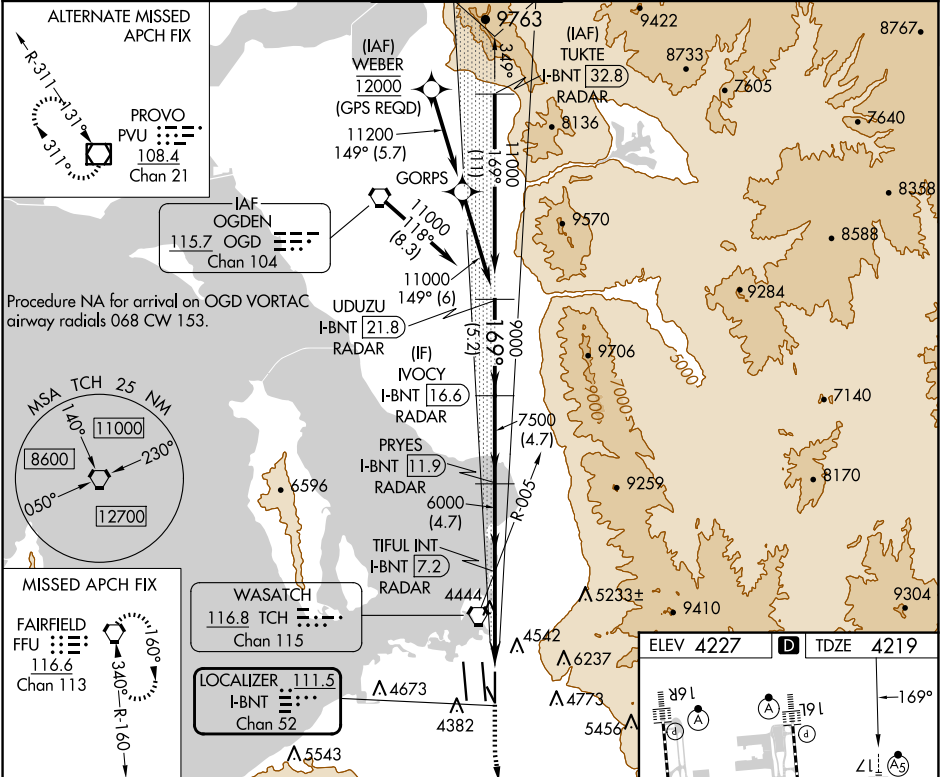 ALTERNATE MISSED
APCH FIX
R-311
131°
311°
PROVO
PVU
108.4
Chan 21
(IAF)
WEBER
12000
(GPS REQD)
11200
149° (5.7)
GORPS
IAF
OGDEN
115.7 OGD
Chan 104
11000
118°
(8.3)
11000
149° (6)
Procedure NA for arrival on OGD VORTAC
airway radials 068 CW 153.
9763
349°
(IAF)
TUKTE
I-BNT 32.8
RADAR
11000
169°
(11)
UDUZU
I-BNT 21.8
RADAR
9000
169°
(5.2)
(IF)
IVOCY
I-BNT 16.6
RADAR
7500
(4.7)
PRYES
I-BNT 11.9
RADAR
6000
(4.7)
R-005
TIFUL INT
I-BNT 7.2
RADAR
9422
8767
8733
7605
8136
7640
8358
9570
8588
9284
9706
9000
7000
5000
7140
8170
9259
MSA TCH 25 NM
140°
11000
8600
230°
050°
12700
6596
MISSED APCH FIX
FAIRFIELD
FFU
116.6
Chan 113
160°
340°
R-160
WASATCH
116.8 TCH
Chan 115
4444
LOCALIZER 111.5
I-BNT
Chan 52
5233±
9410
9304
4542
6237
4673
4382
4773
5456
5543
ELEV 4227
D
TDZE 4219
16R
A
P
A
16L
P
169°
17
A5